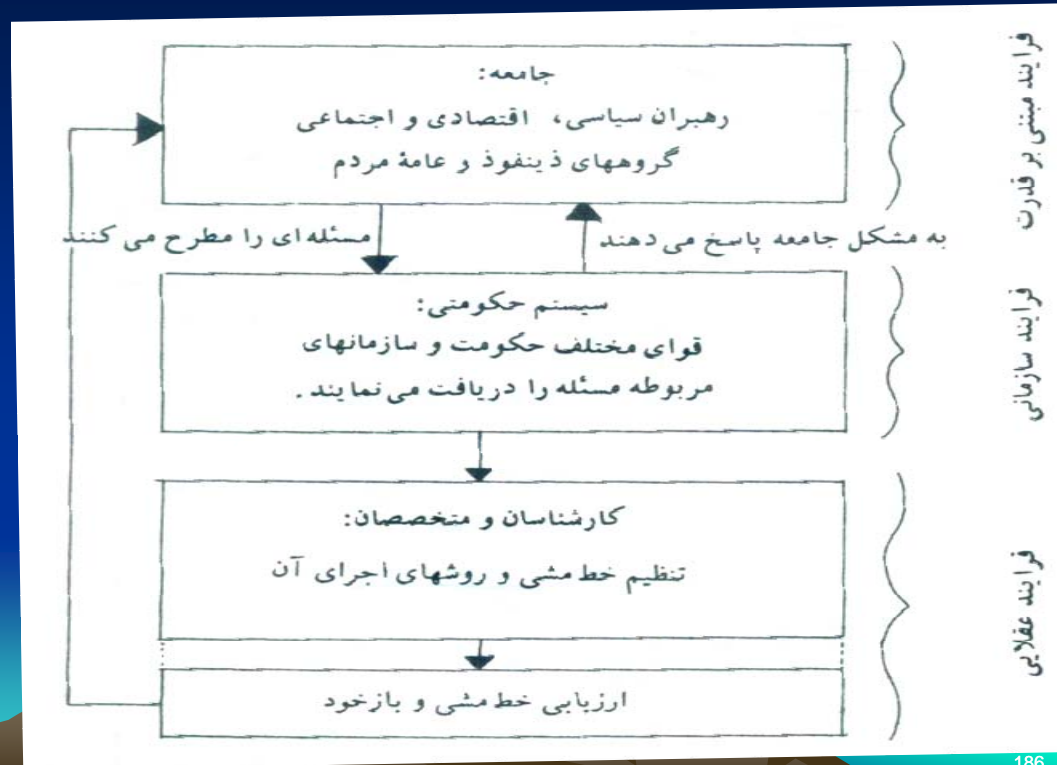 جامعه:
رهبران سیاسی، اقتصادی و اجتماعی
گروههای ذینفوذ و عامهٔ مردم
فرایند مبتنی بر قدرت
به مشکل جامعه پاسخ می دهند
مسئله ای را مطرح می کنند
سیستم حکومتی:
قوای مختلف حکومت و سازمانهای
مربوطه مسئله را دریافت می نمایند.
فرایند سازمانی
کارشناسان و متخصصان:
تنظیم خط مشی و روشهای اجرای آن
فرایند عقلایی
ارزیابی خط مشی و بازخود
186